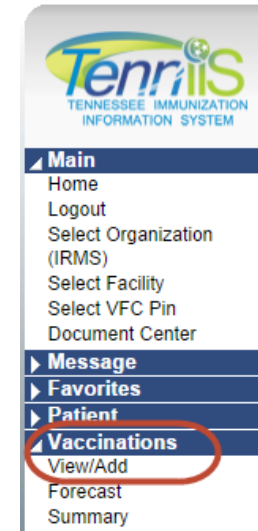 TennIIS
TENNESSEE IMMUNIZATION
INFORMATION SYSTEM
Main
Home
Logout
Select Organization
(IRMS)
Select Facility
Select VFC Pin
Document Center
Message
Favorites
Patient
Vaccinations
View/Add
Forecast
Summary